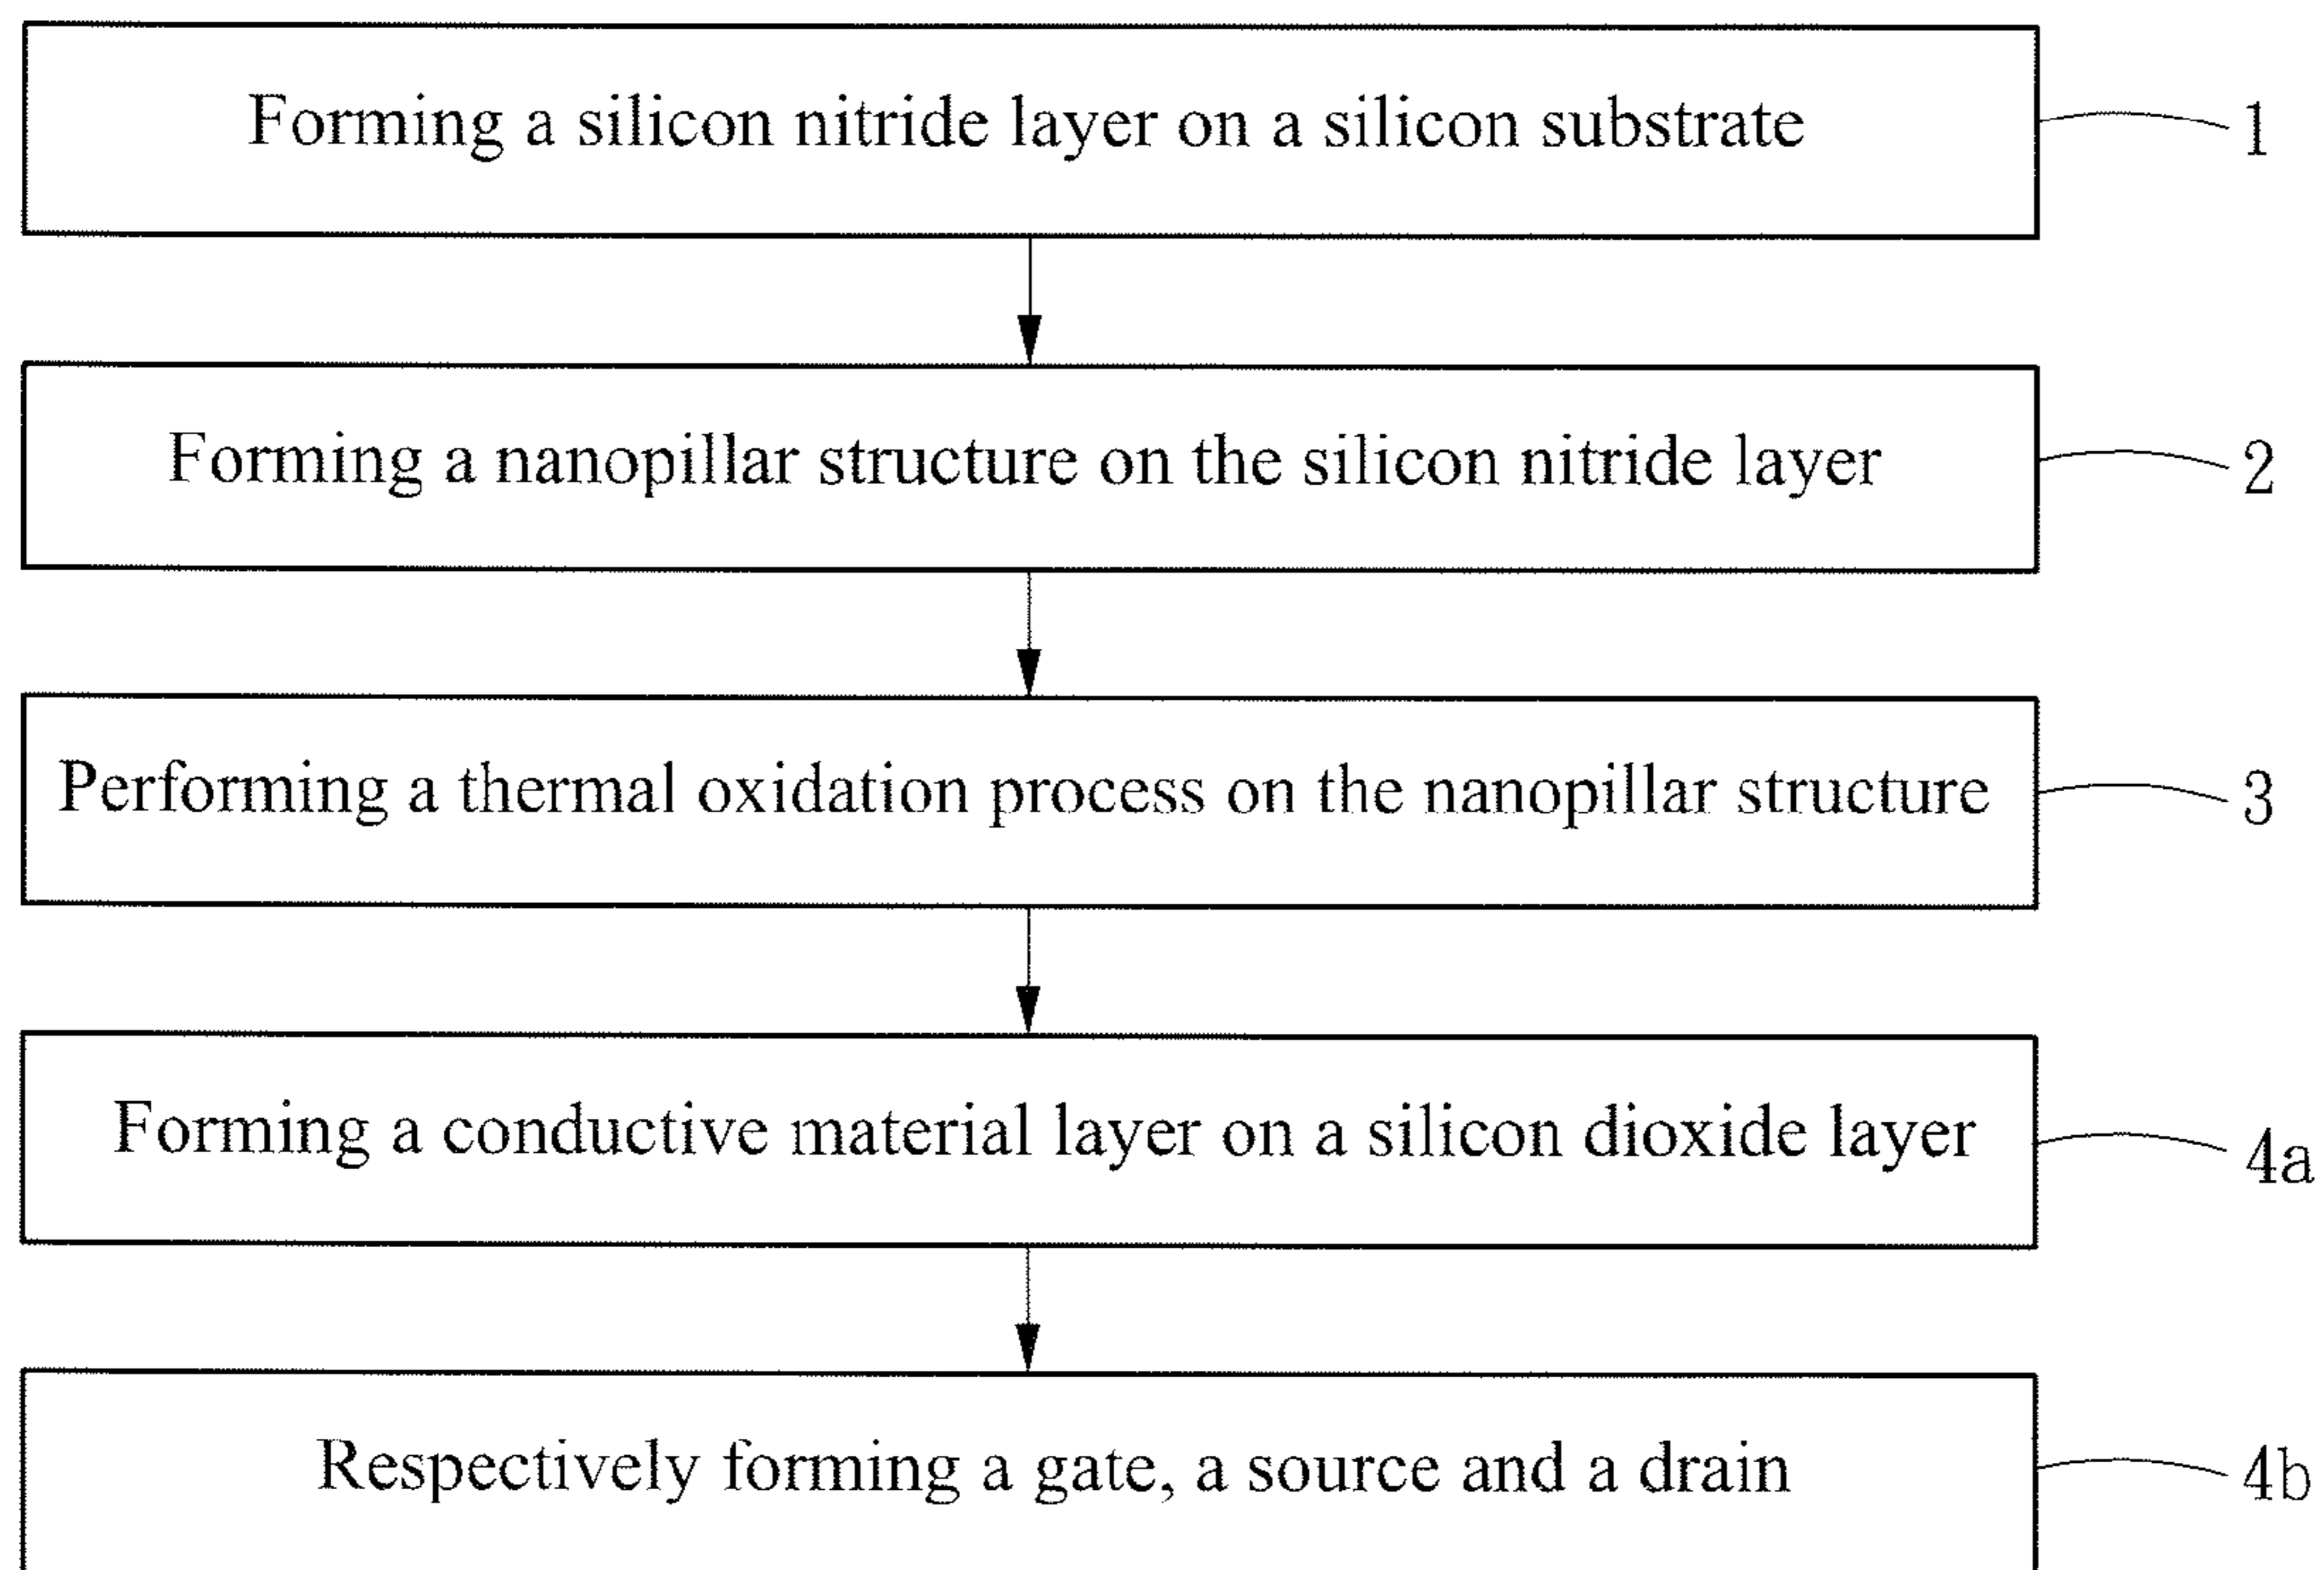 Forming a silicon nitride layer on a silicon substrate 1
Forming a nanopillar structure on the silicon nitride layer 2
Performing a thermal oxidation process on the nanopillar structure 3
Forming a conductive material layer on a silicon dioxide layer 4a
Respectively forming a gate, a source and a drain 4b